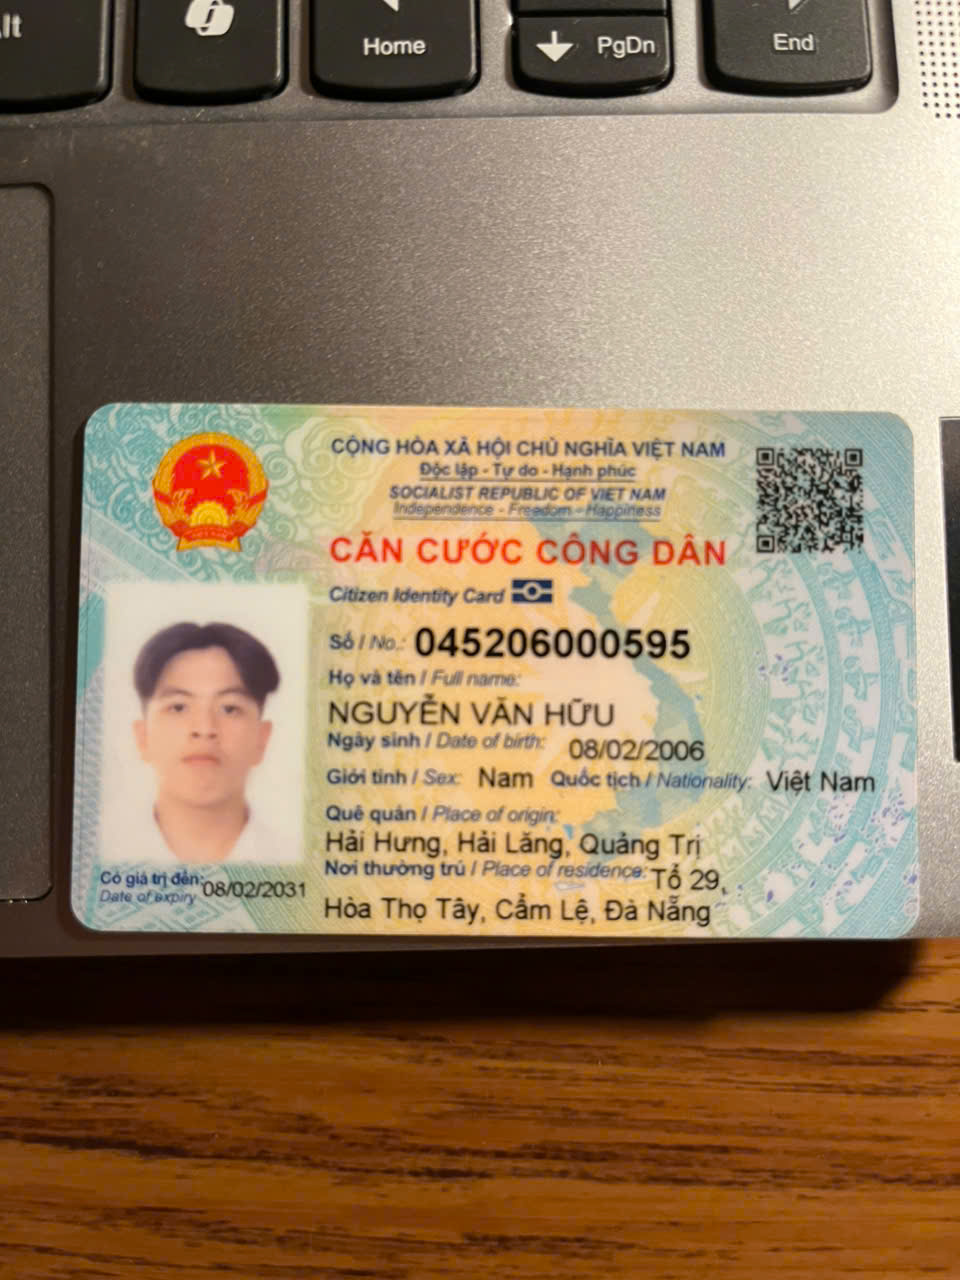 Alt
Home
PgDn
End
CỘNG HÒA XÃ HỘI CHỦ NGHĨA VIỆT NAM
Độc lập - Tự do - Hạnh phúc
SOCIALIST REPUBLIC OF VIET NAM
Independence - Freedom - Happiness
CĂN CƯỚC CÔNG DÂN
Citizen Identity Card
Số / No.: 045206000595
Họ và tên / Full name:
NGUYỄN VĂN HỮU
Ngày sinh / Date of birth: 08/02/2006
Giới tính / Sex: Nam Quốc tịch / Nationality: Việt Nam
Quê quán / Place of origin:
Hải Hưng, Hải Lăng, Quảng Trị
Nơi thường trú / Place of residence: Tổ 29,
Hòa Thọ Tây, Cẩm Lệ, Đà Nẵng
Có giá trị đến: 08/02/2031
Date of expiry